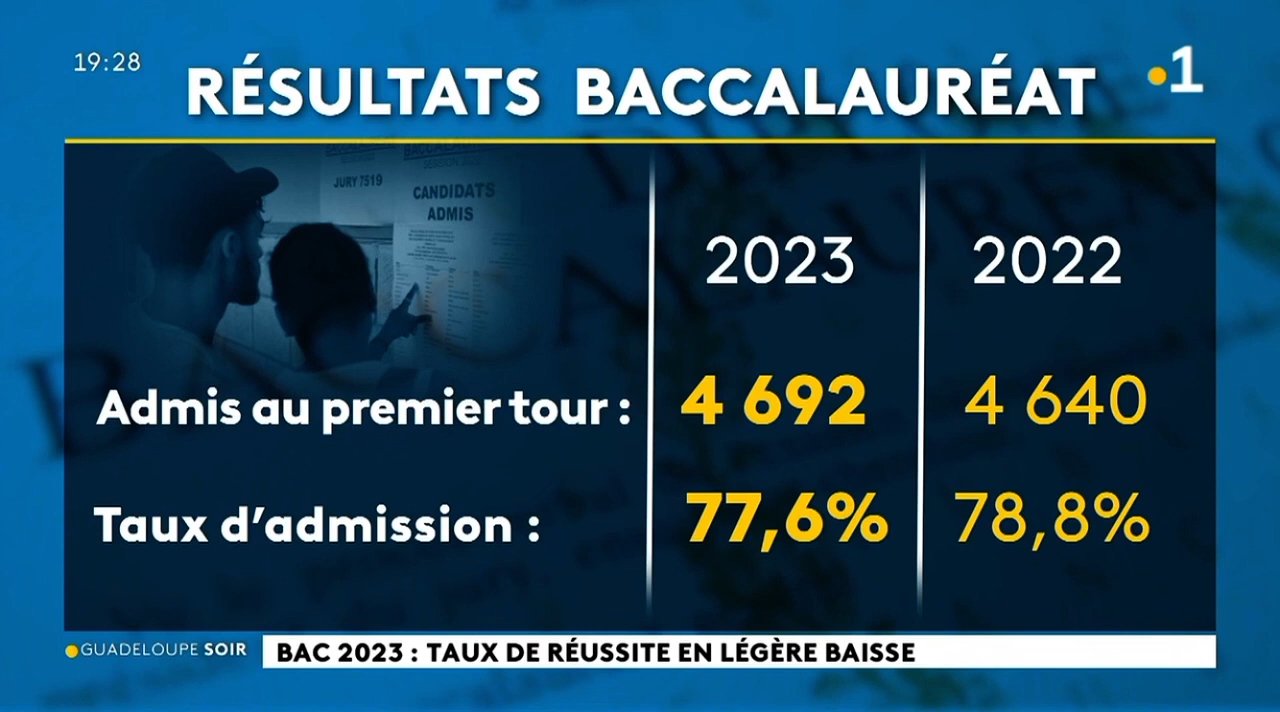 19:28
RÉSULTATS BACCALAURÉAT
1
JURY 7519
CANDIDATS
ADMIS
2023 2022
Admis au premier tour : 4 692 4 640
Taux d'admission : 77,6% 78,8%
GUADELOUPE SOIR
BAC 2023 : TAUX DE RÉUSSITE EN LÉGÈRE BAISSE